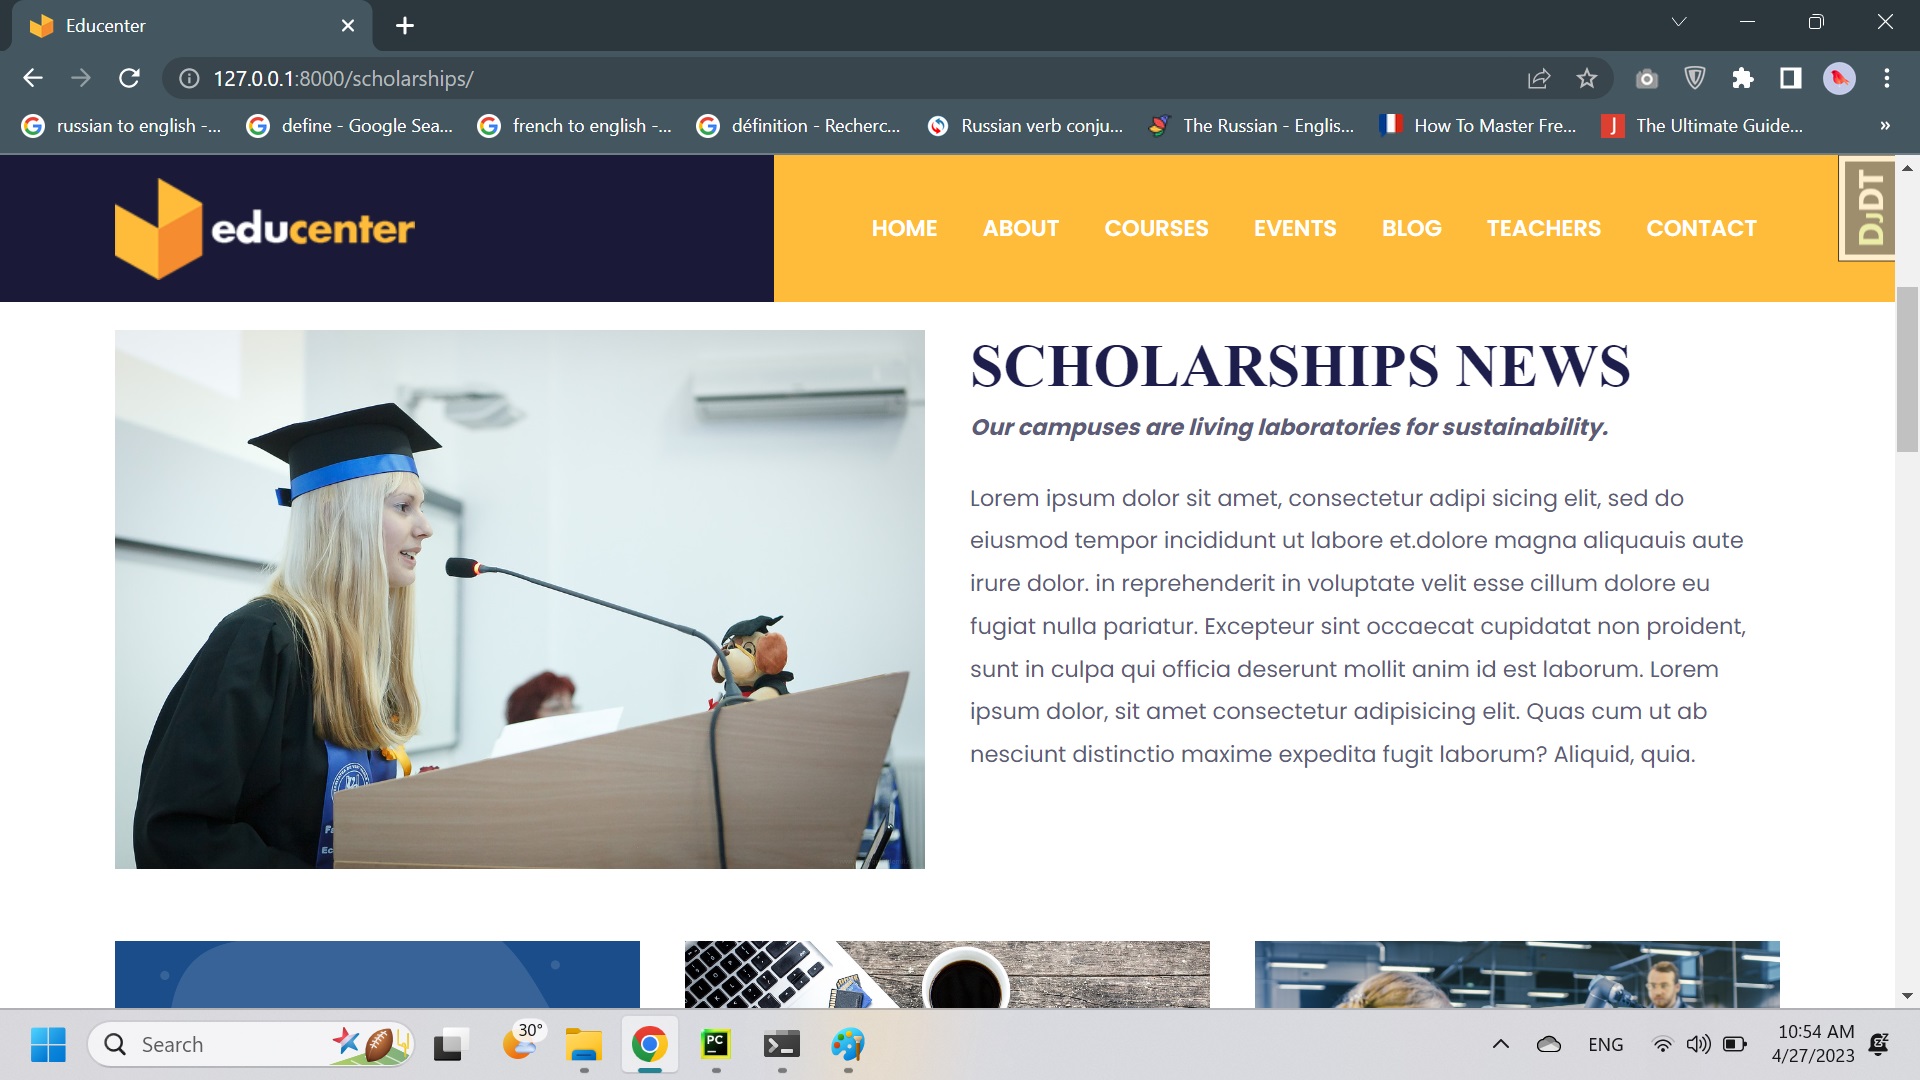 Educenter
127.0.0.1:8000/scholarships/
russian to english -...
define - Google Sea...
french to english -...
définition - Recherc...
Russian verb conju...
The Russian - Englis...
How To Master Fre...
J
The Ultimate Guide...
»
educenter
HOME
ABOUT
COURSES
EVENTS
BLOG
TEACHERS
CONTACT
DJDT
SCHOLARSHIPS NEWS
Our campuses are living laboratories for sustainability.
Lorem ipsum dolor sit amet, consectetur adipi sicing elit, sed do
eiusmod tempor incididunt ut labore et.dolore magna aliquauis aute
irure dolor. in reprehenderit in voluptate velit esse cillum dolore eu
fugiat nulla pariatur. Excepteur sint occaecat cupidatat non proident,
sunt in culpa qui officia deserunt mollit anim id est laborum. Lorem
ipsum dolor, sit amet consectetur adipisicing elit. Quas cum ut ab
nesciunt distinctio maxime expedita fugit laborum? Aliquid, quia.
Search
30°
PC
ENG
10:54 AM
4/27/2023